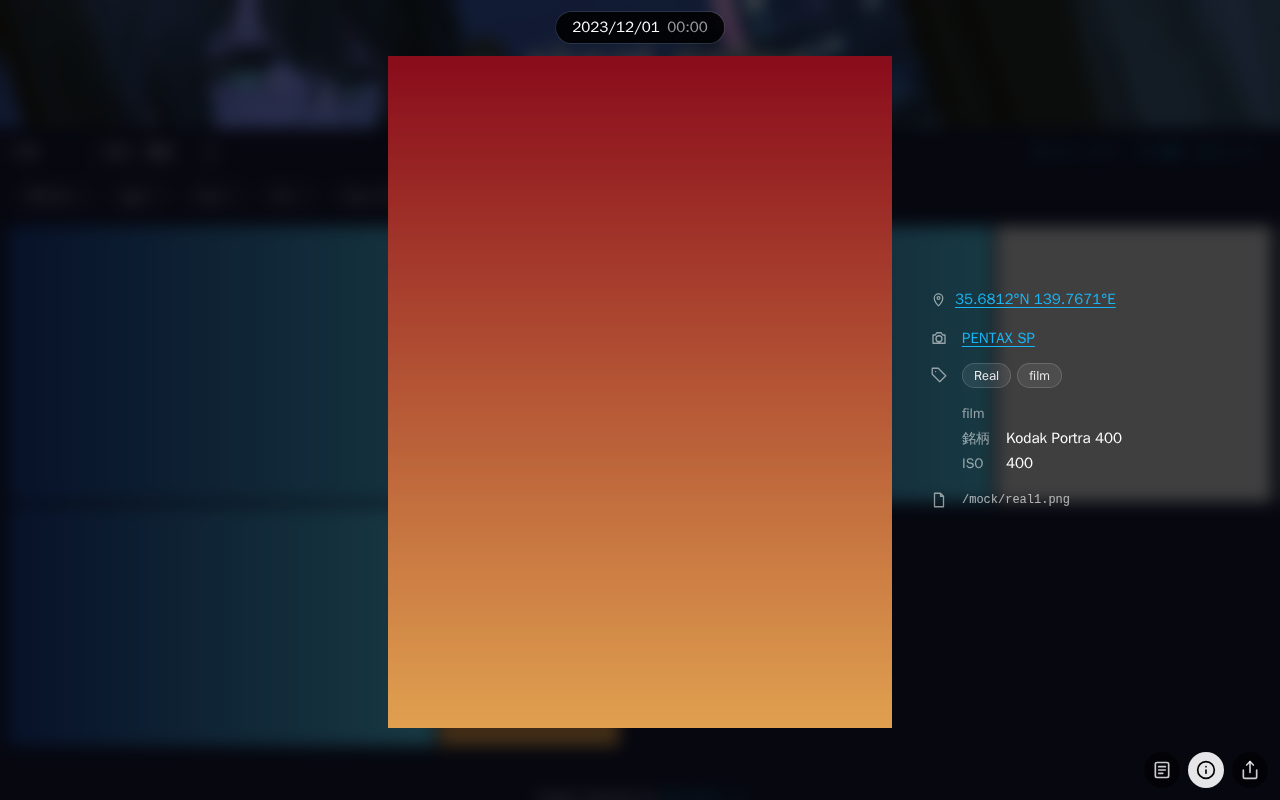 2023/12/01 00:00
35.6812°N 139.7671°E
PENTAX SP
Real film
film
銘柄 Kodak Portra 400
ISO 400
/mock/real1.png